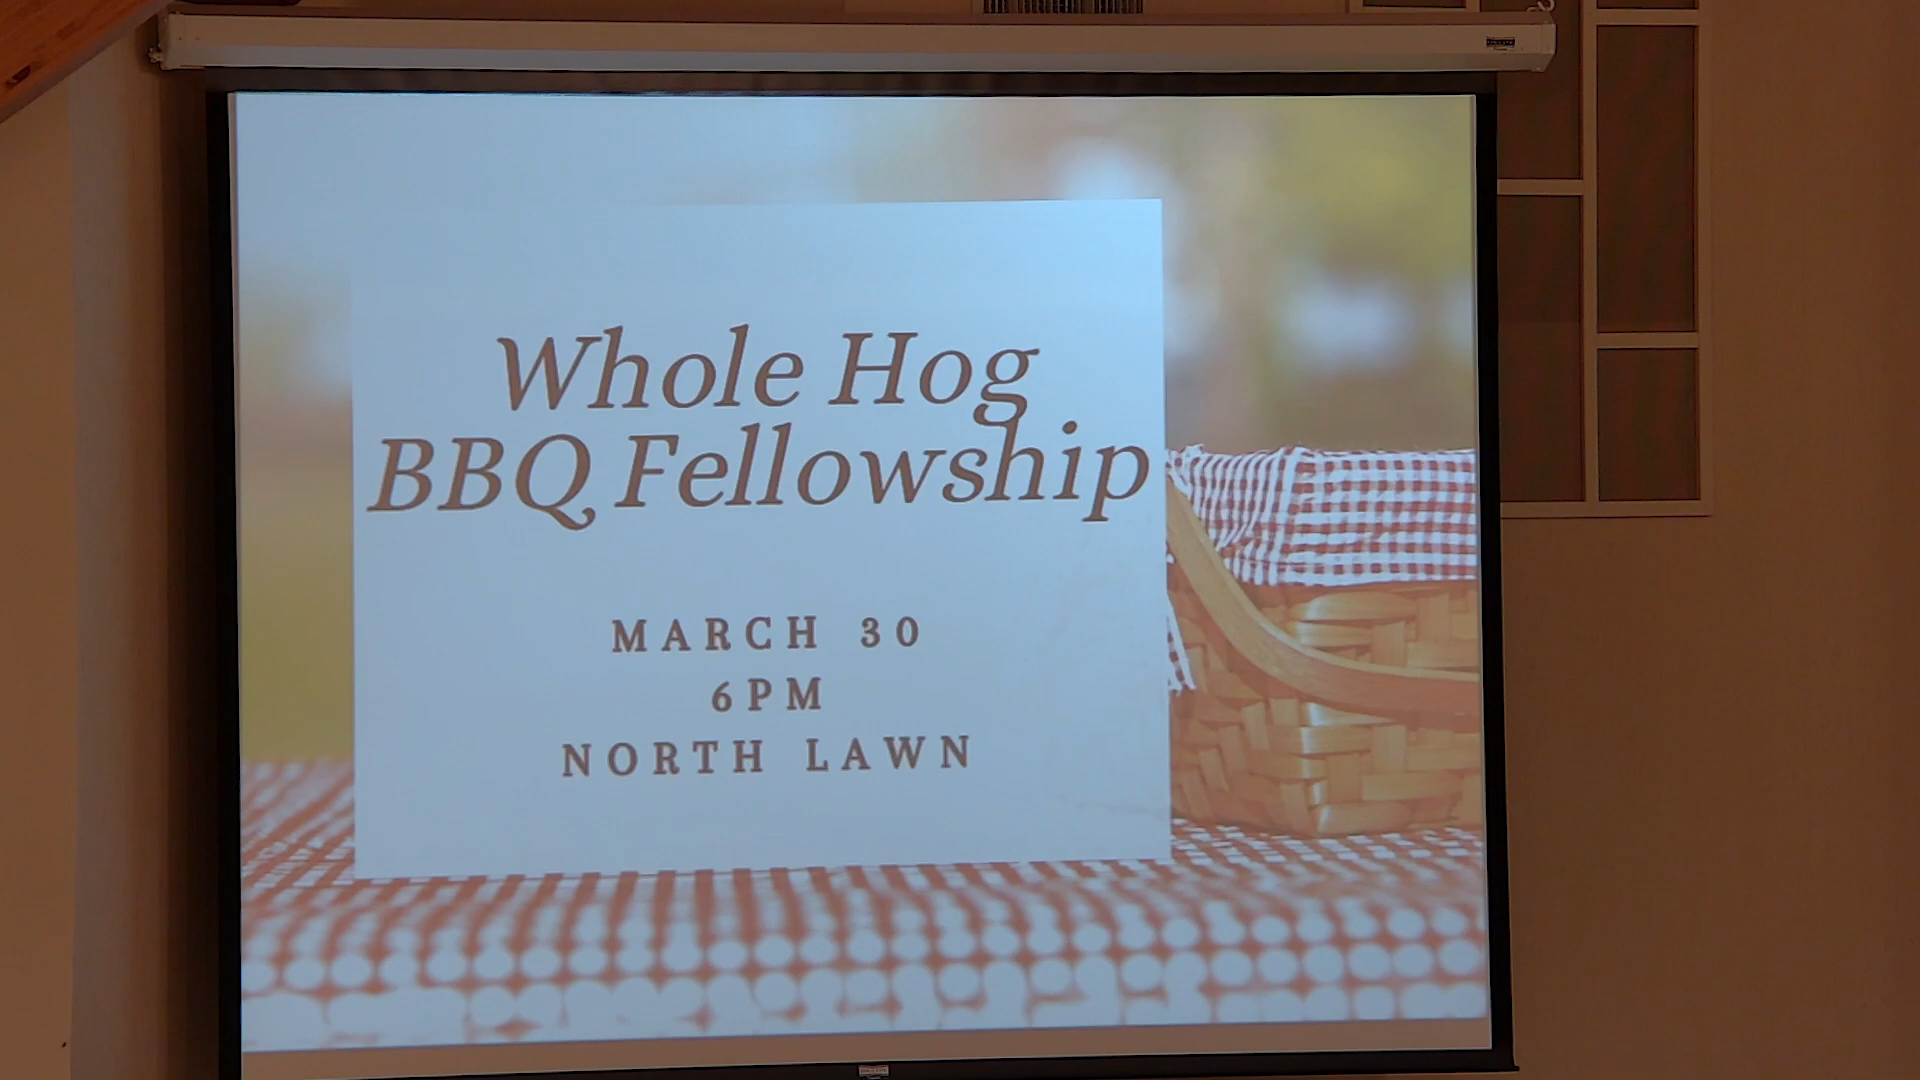 Whole Hog
BBQ Fellowship
MARCH 30
6PM
NORTH LAWN